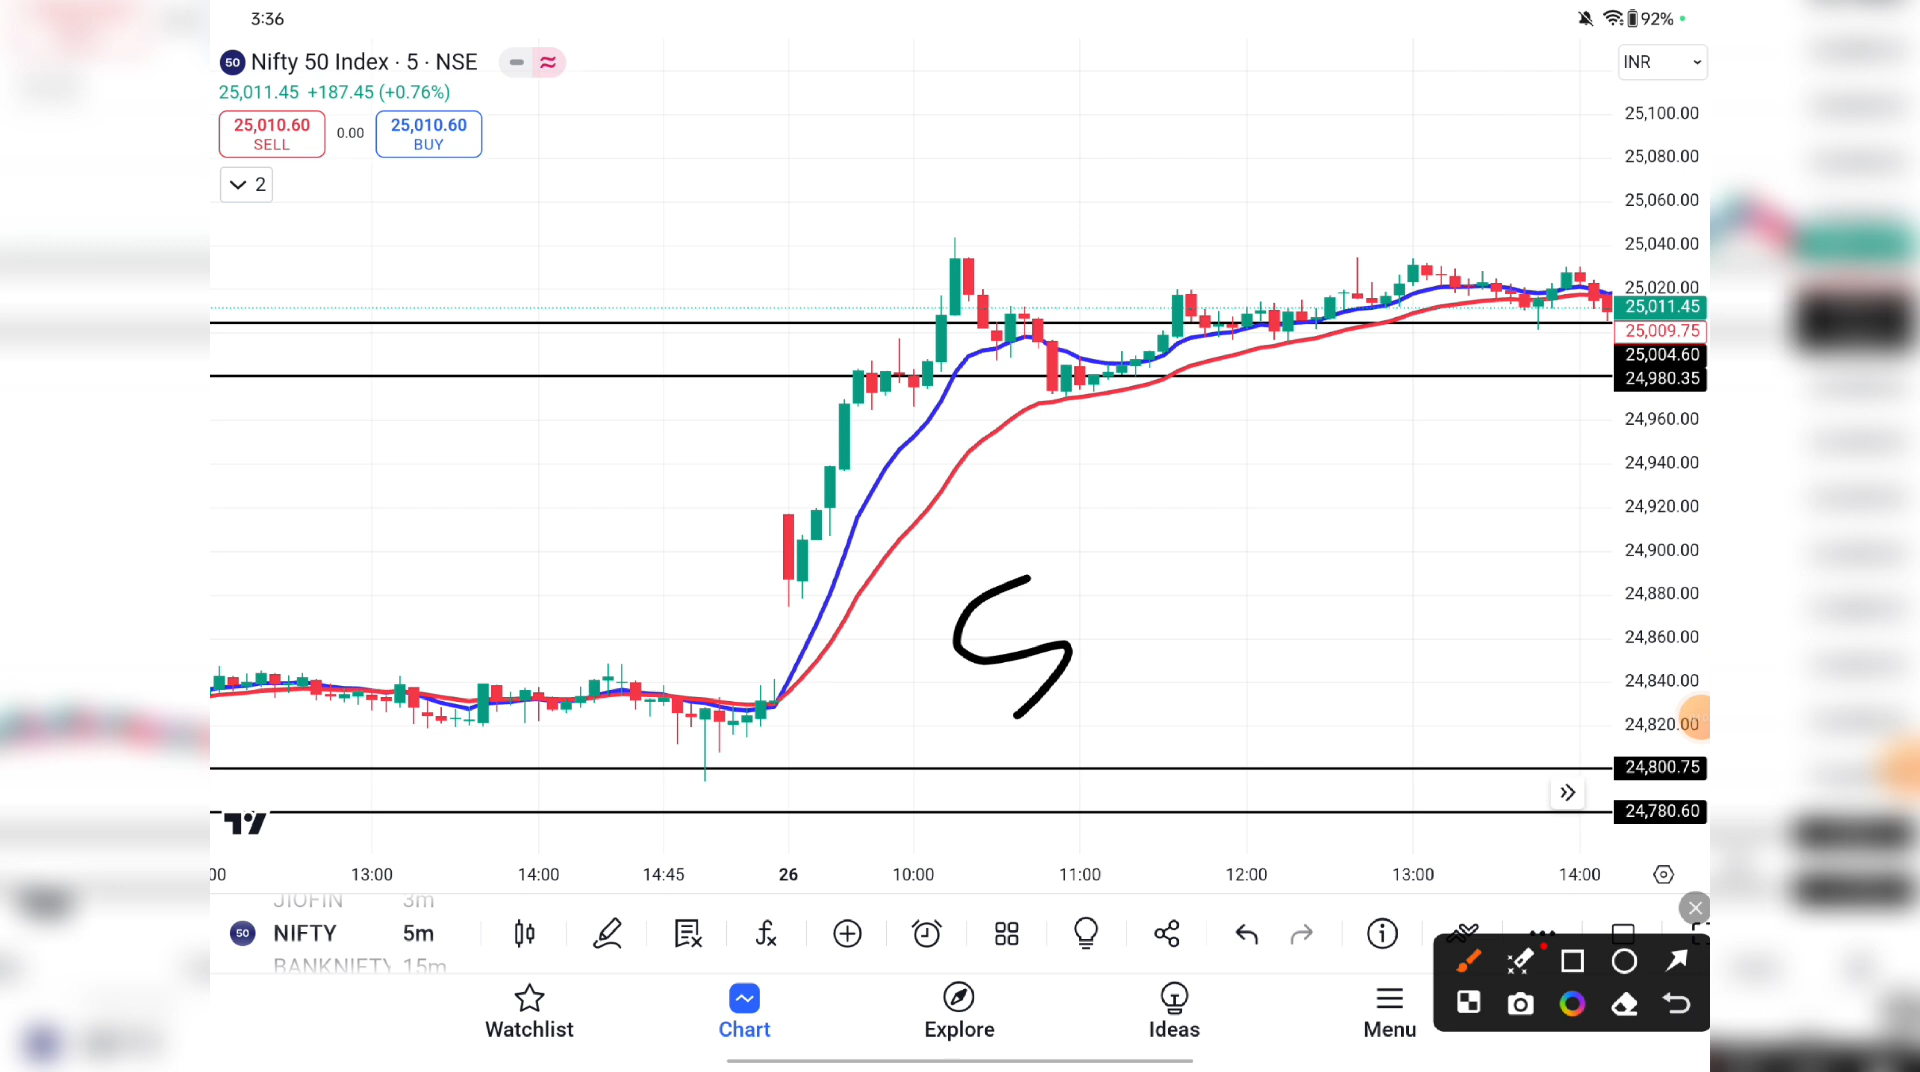 3:36
92%
50 Nifty 50 Index · 5 · NSE
INR
25,011.45 +187.45 (+0.76%)
25,010.60
SELL
0.00
25,010.60
BUY
2
25,100.00
25,080.00
25,060.00
25,040.00
25,020.00
25,011.45
25,009.75
25,004.60
24,980.35
24,960.00
24,940.00
24,920.00
24,900.00
24,880.00
24,860.00
24,840.00
24,820.00
24,800.75
24,780.60
S
00 13:00 14:00 14:45 26 10:00 11:00 12:00 13:00 14:00
JIOFIN 3m
50 NIFTY 5m
BANKNIFTY 15m
Watchlist Chart Explore Ideas Menu